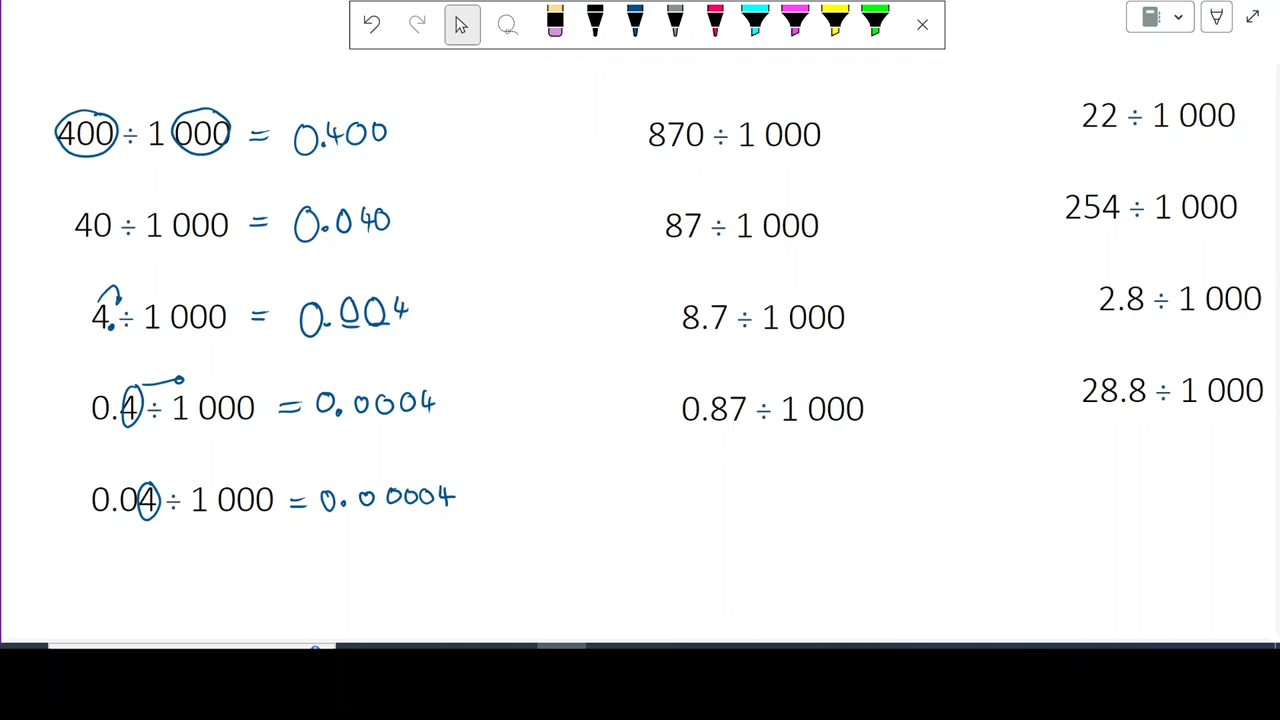 400 ÷ 1 000 = 0.400
40 ÷ 1 000 = 0.040
4. ÷ 1 000 = 0.004
0.4 ÷ 1 000 = 0.0004
0.04 ÷ 1 000 = 0.00004
870 ÷ 1 000
87 ÷ 1 000
8.7 ÷ 1 000
0.87 ÷ 1 000
22 ÷ 1 000
254 ÷ 1 000
2.8 ÷ 1 000
28.8 ÷ 1 000